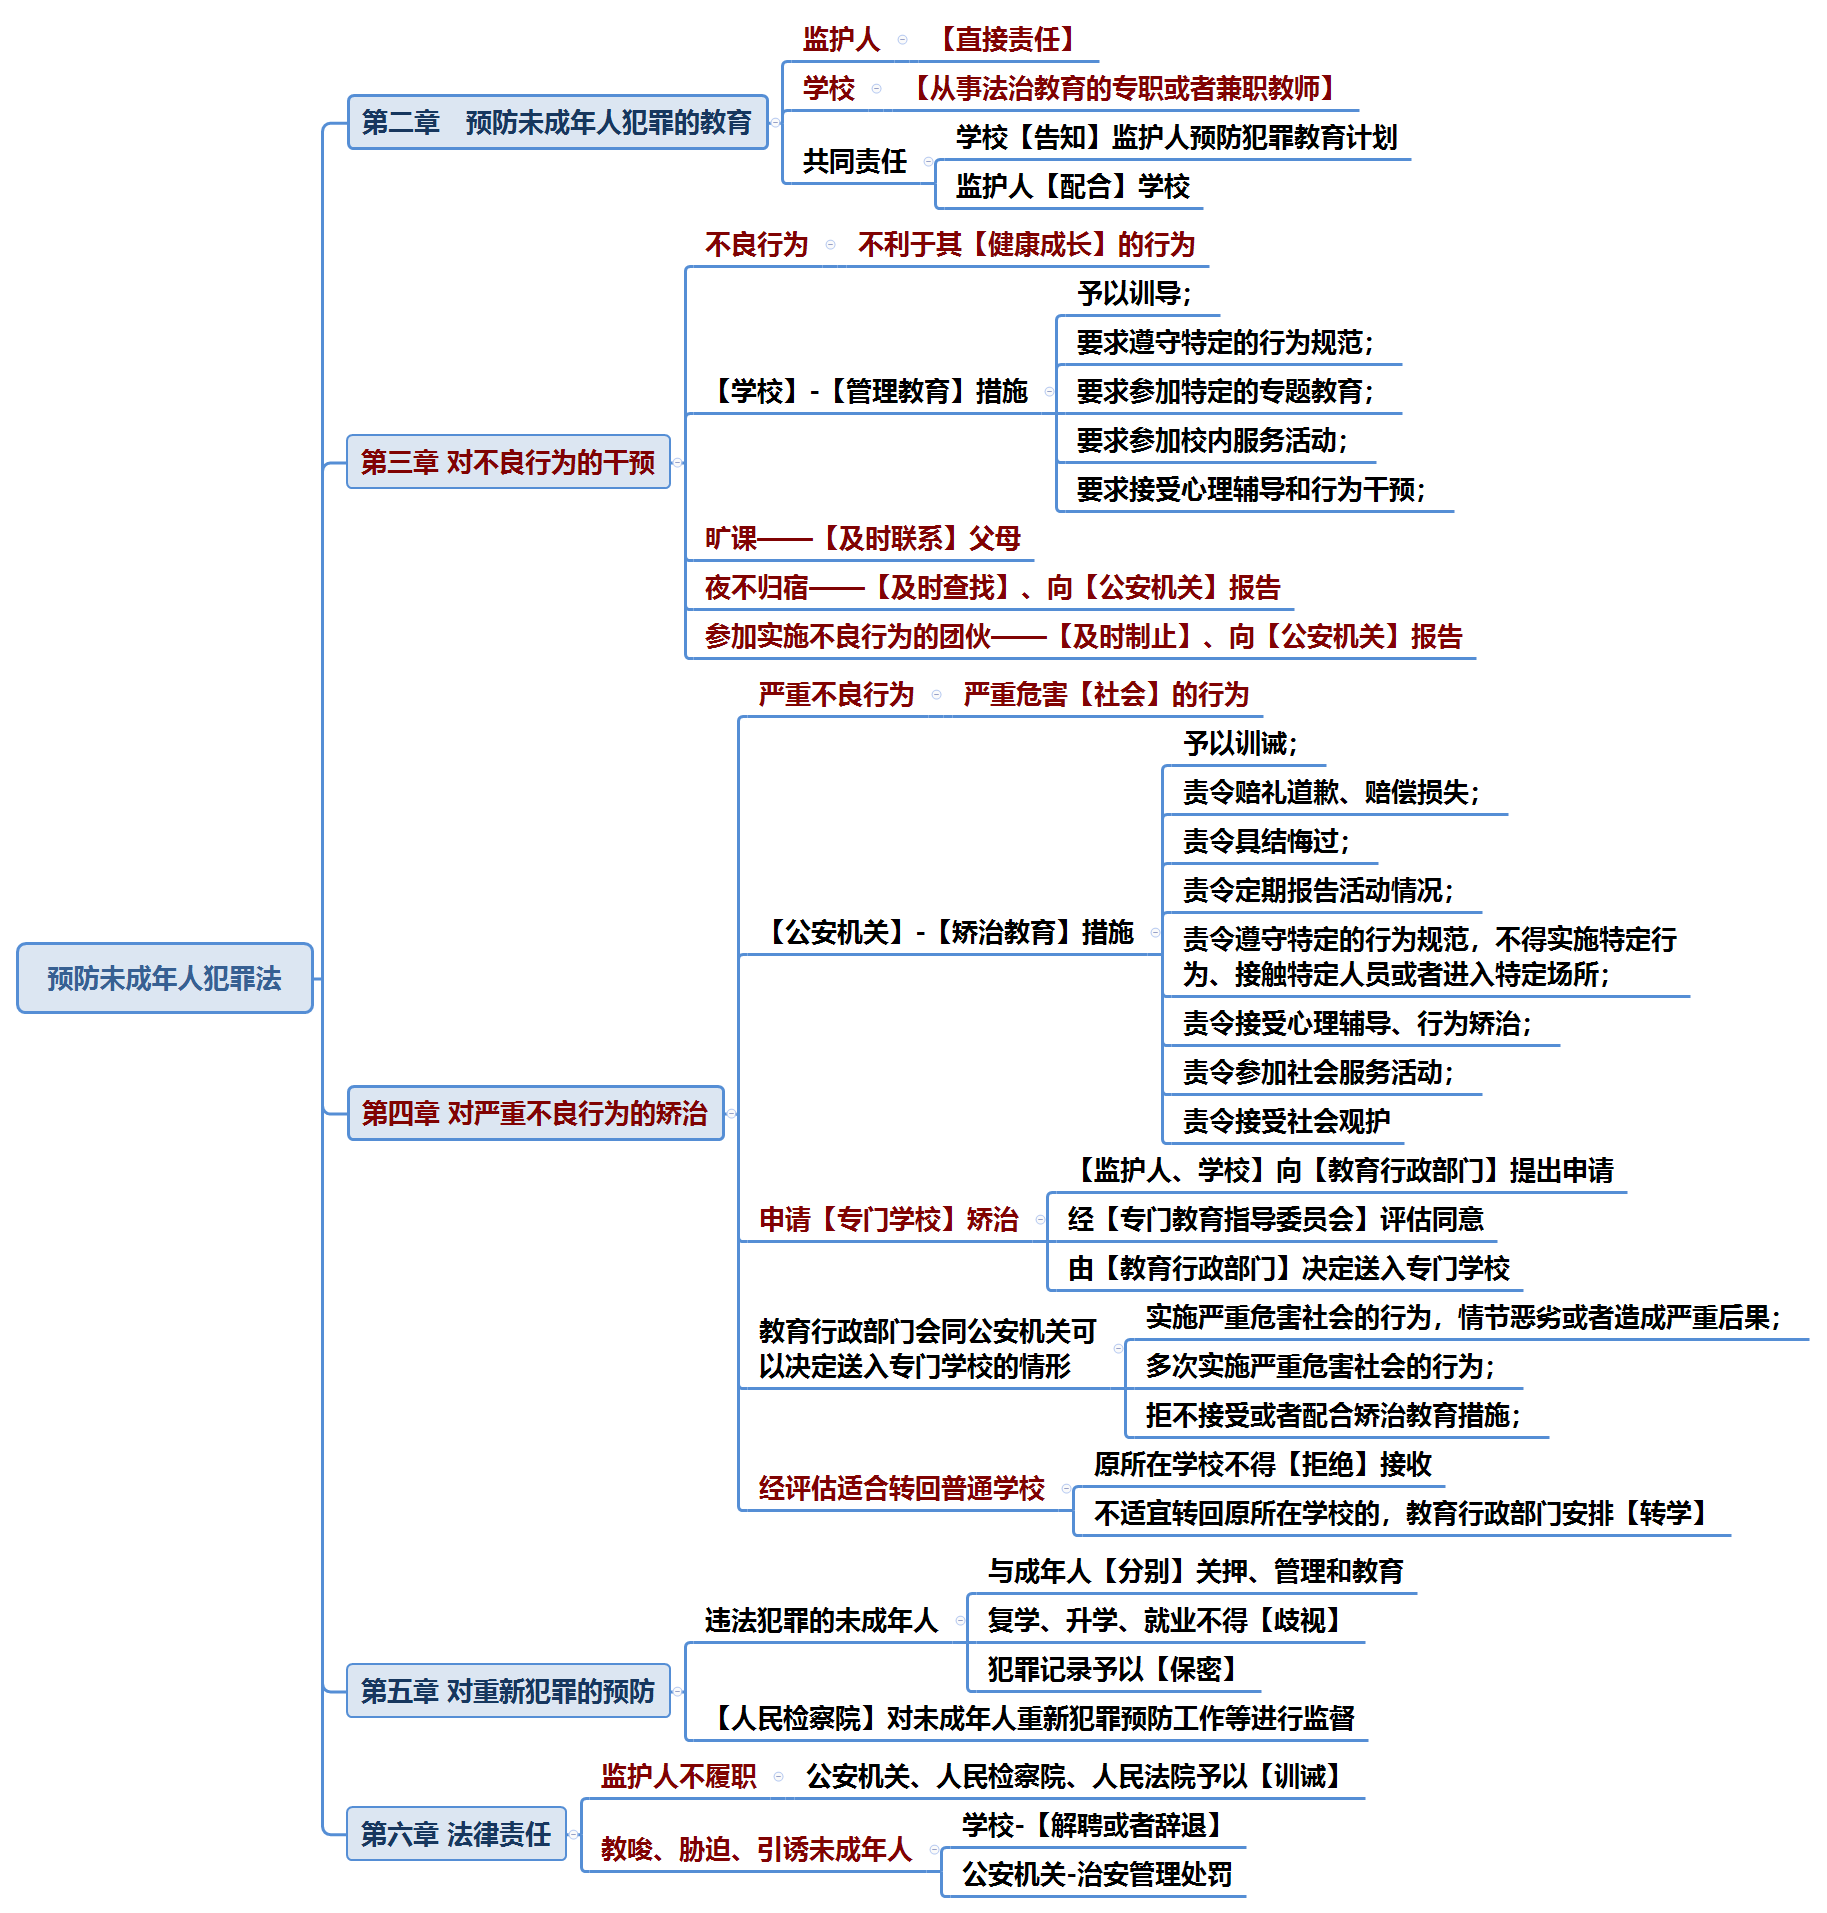 预防未成年人犯罪法
第二章　预防未成年人犯罪的教育
监护人
【直接责任】
学校
【从事法治教育的专职或者兼职教师】
共同责任
学校【告知】监护人预防犯罪教育计划
监护人【配合】学校
第三章 对不良行为的干预
不良行为
不利于其【健康成长】的行为
【学校】-【管理教育】措施
予以训导；
要求遵守特定的行为规范；
要求参加特定的专题教育；
要求参加校内服务活动；
要求接受心理辅导和行为干预；
旷课——【及时联系】父母
夜不归宿——【及时查找】、向【公安机关】报告
参加实施不良行为的团伙——【及时制止】、向【公安机关】报告
第四章 对严重不良行为的矫治
严重不良行为
严重危害【社会】的行为
【公安机关】-【矫治教育】措施
予以训诫；
责令赔礼道歉、赔偿损失；
责令具结悔过；
责令定期报告活动情况；
责令遵守特定的行为规范，不得实施特定行
为、接触特定人员或者进入特定场所；
责令接受心理辅导、行为矫治；
责令参加社会服务活动；
责令接受社会观护
申请【专门学校】矫治
【监护人、学校】向【教育行政部门】提出申请
经【专门教育指导委员会】评估同意
由【教育行政部门】决定送入专门学校
教育行政部门会同公安机关可
以决定送入专门学校的情形
实施严重危害社会的行为，情节恶劣或者造成严重后果；
多次实施严重危害社会的行为；
拒不接受或者配合矫治教育措施；
经评估适合转回普通学校
原所在学校不得【拒绝】接收
不适宜转回原所在学校的，教育行政部门安排【转学】
第五章 对重新犯罪的预防
违法犯罪的未成年人
与成年人【分别】关押、管理和教育
复学、升学、就业不得【歧视】
犯罪记录予以【保密】
【人民检察院】对未成年人重新犯罪预防工作等进行监督
第六章 法律责任
监护人不履职
公安机关、人民检察院、人民法院予以【训诫】
教唆、胁迫、引诱未成年人
学校-【解聘或者辞退】
公安机关-治安管理处罚